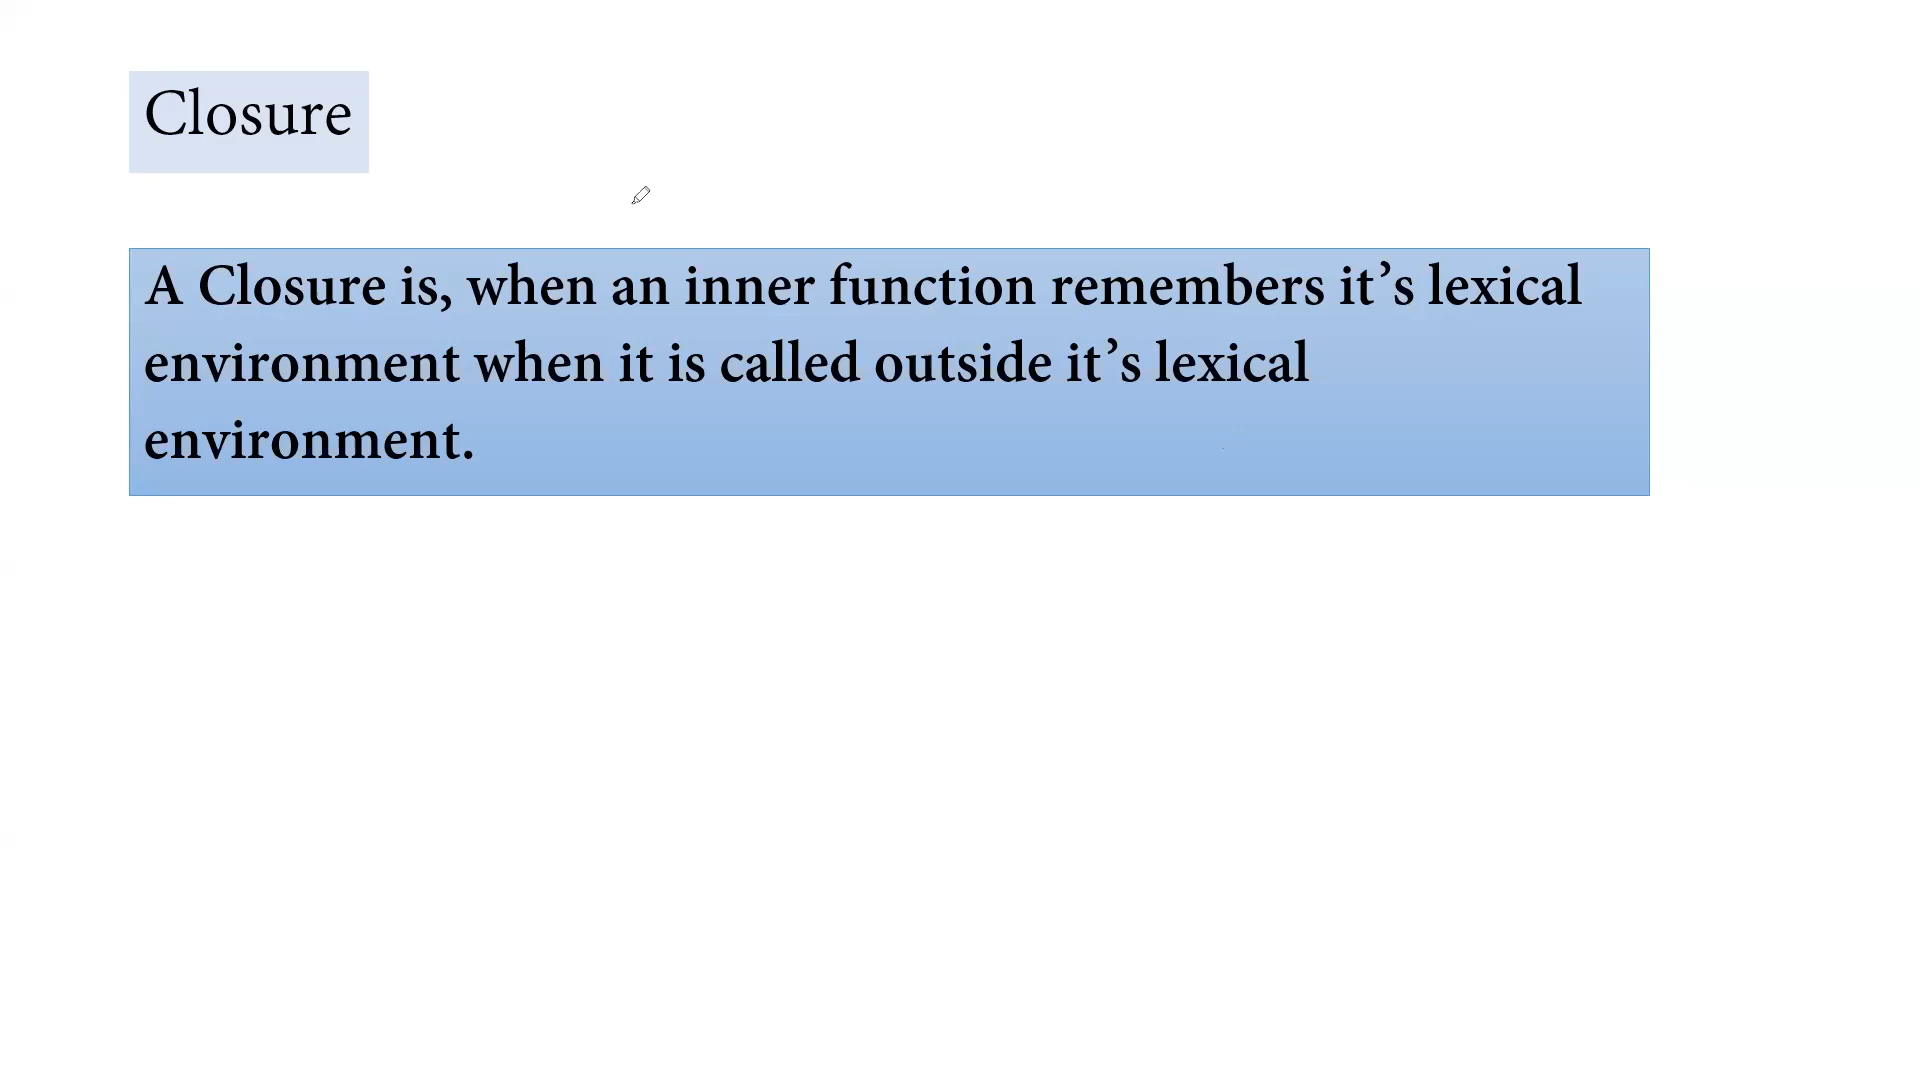 Closure
A Closure is, when an inner function remembers it’s lexical
environment when it is called outside it’s lexical
environment.